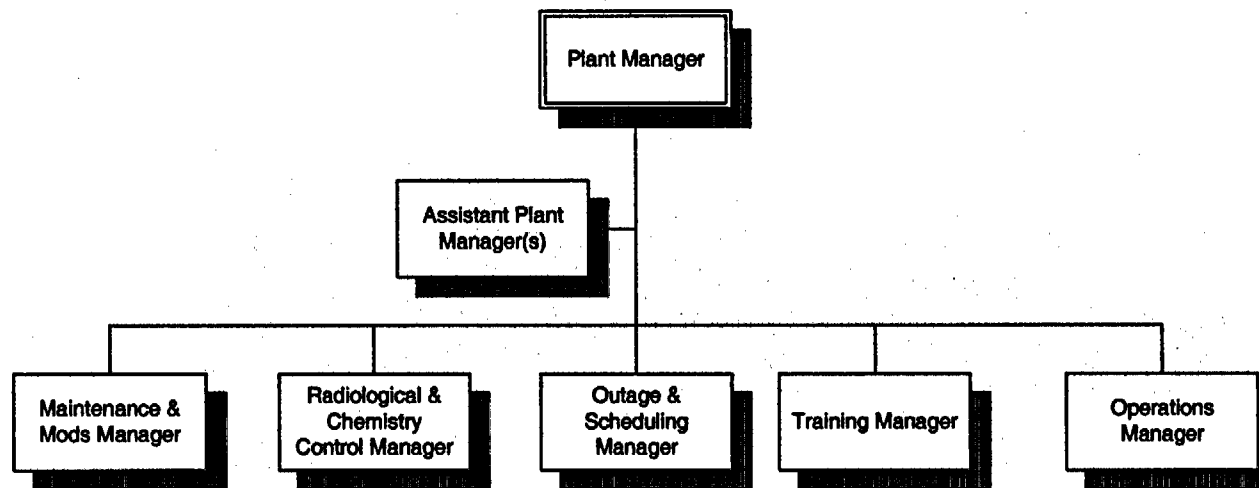 Plant Manager
Assistant Plant
Manager(s)
Maintenance &
Mods Manager
Radiological &
Chemistry
Control Manager
Outage &
Scheduling
Manager
Training Manager
Operations
Manager